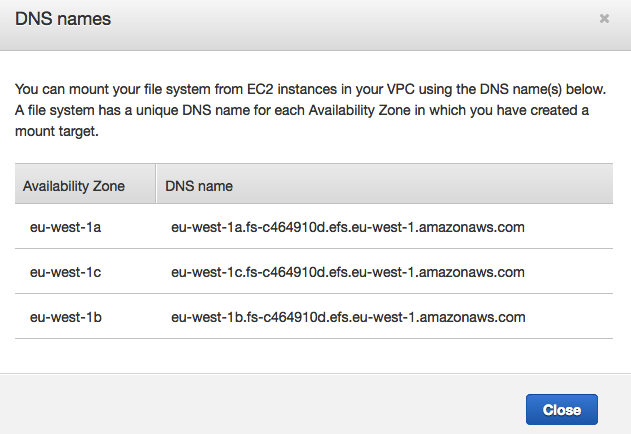 DNS names
You can mount your file system from EC2 instances in your VPC using the DNS name(s) below.
A file system has a unique DNS name for each Availability Zone in which you have created a
mount target.
Availability Zone DNS name
eu-west-1a eu-west-1a.fs-c464910d.efs.eu-west-1.amazonaws.com
eu-west-1c eu-west-1c.fs-c464910d.efs.eu-west-1.amazonaws.com
eu-west-1b eu-west-1b.fs-c464910d.efs.eu-west-1.amazonaws.com
Close